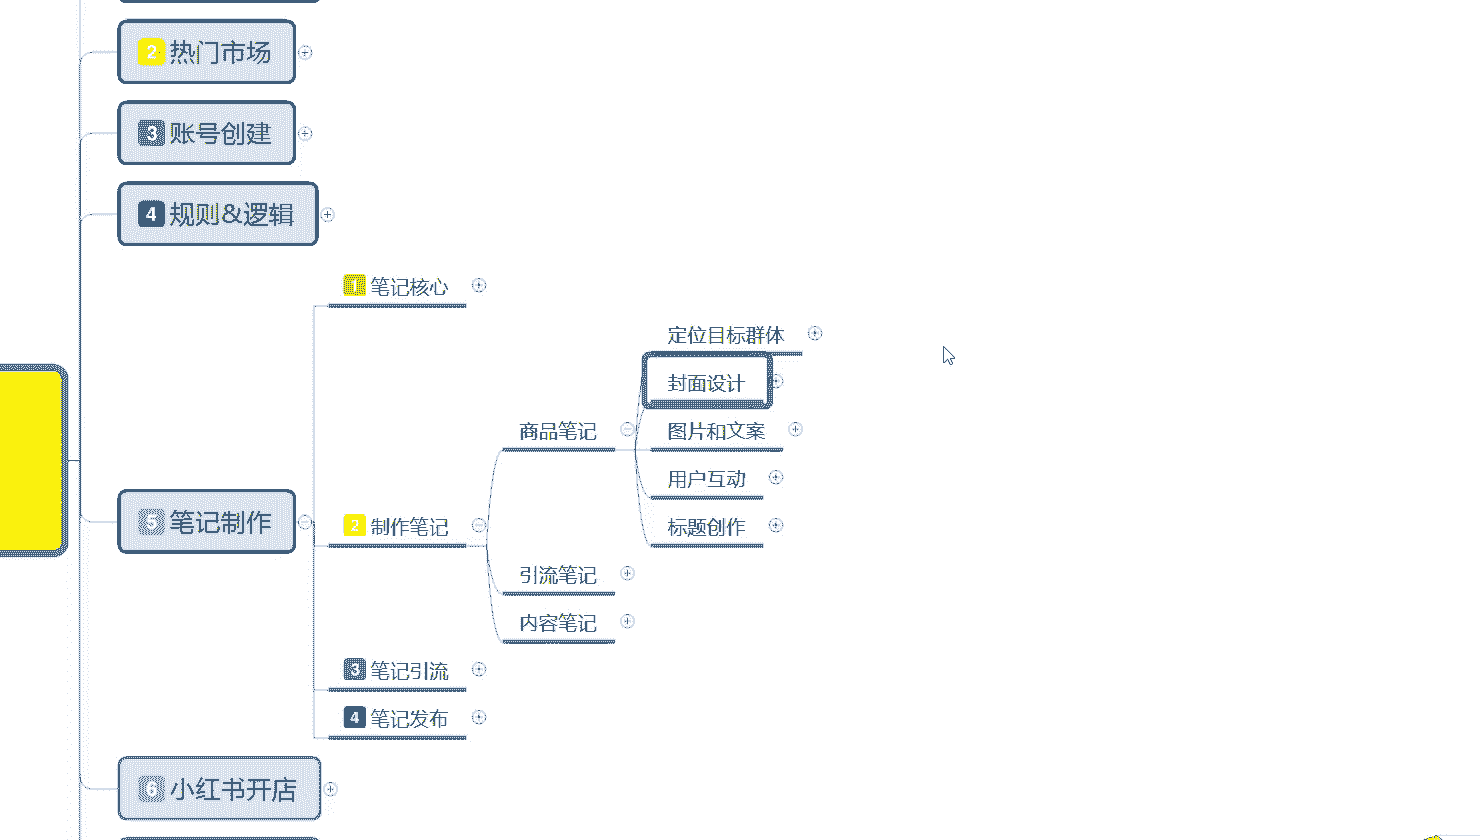 2 热门市场
3 账号创建
4 规则&逻辑
5 笔记制作
1 笔记核心
2 制作笔记
商品笔记
定位目标群体
封面设计
图片和文案
用户互动
标题创作
引流笔记
内容笔记
3 笔记引流
4 笔记发布
6 小红书开店